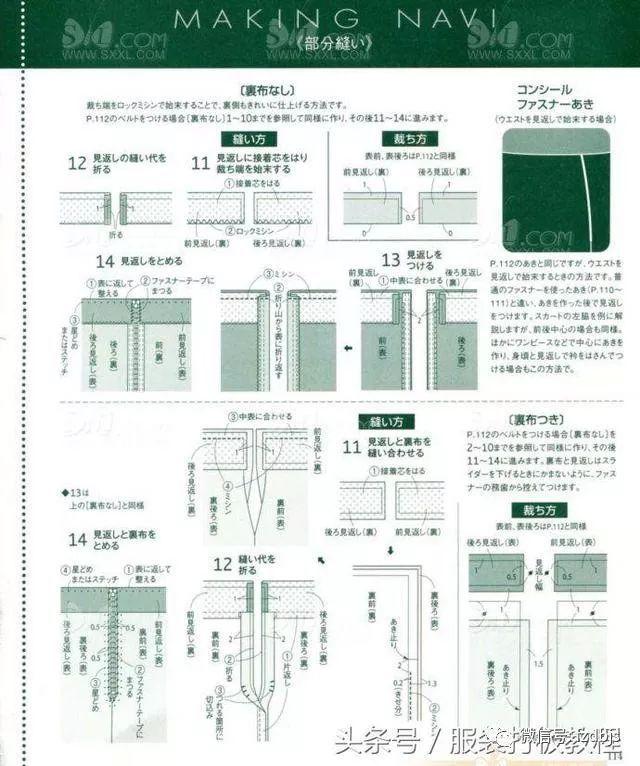 MAKING NAVI
《部分縫い》
〔裏布なし〕
裁ち端をロックミシンで始末することで、裏側もきれいに仕上げる方法です。
P.112のベルトをつける場合〔裏布なし〕1〜10までを参照して同様に作り、その後11〜14に進みます。
コンシール
ファスナーあき
(ウエストを見返しで始末する場合)
縫い方
裁ち方
表前、表後ろはP.112と同様
12 見返しの縫い代を
折る
11 見返しに接着芯をはり
裁ち端を始末する
①接着芯をはる
②ロックミシン
前見返し(裏)
後ろ見返し(裏)
折る
前見返し(裏)
後ろ見返し(裏)
1
1
0.5
14 見返しをとめる
①表に返して
整える
②ファスナーテープに
まつる
③星どめ
またはステッチ
後ろ見返し(表)
後ろ(裏)
前(裏)
前見返し(表)
③ミシン
②折り山から表に折り返す
13 見返しを
つける
①中表に合わせる
前見返し(裏)
後ろ見返し(裏)
前(表)
後ろ(表)
P.112のあきと同じですが、ウエストを
見返しで始末するときの方法です。普
通のファスナーを使ったあき(P.110〜
111)と違い、あきを作った後で見返し
をつけます。スカートの左脇を例に解
説しますが、前後中心の場合も同様。
ほかにワンピースなどで中心にあきを
作り、身頃と見返しで衿をはさんでつ
ける場合もこの方法で。
縫い方
〔裏布つき〕
P.112のベルトをつける場合〔裏布なし〕を
2〜10までを参照して同様に作り、その後
11〜14に進みます。裏布と見返しはスラ
イダーを下げるときにかまないように、ファス
ナーの務歯から控えてつけます。
裁ち方
表前、表後ろはP.112と同様
後ろ見返し(表)
前見返し(表)
見返し幅
1
0.5
0.5
1
1.5
裏後ろ(表)
あき止り
あき止り
裏前(表)
11 見返しと裏布を
縫い合わせる
①接着芯をはる
前見返し(裏)
後ろ見返し(裏)
裏前(裏)
裏後ろ(表)
あき止り
2
0.2
(きせ分)
1.3
②ミシン
③中表に合わせる
④ミシン
後ろ見返し(裏)
前見返し(裏)
裏後ろ(表)
裏前(表)
◆13は
上の〔裏布なし〕と同様
14 見返しと裏布を
とめる
④星どめ
またはステッチ
①表に返して
整える
後ろ見返し(表)
裏後ろ(表)
0.5
0.5
③星どめ
裏前(表)
前見返し(表)
②ファスナーテープに
まつる
12 縫い代を
折る
前見返し(裏)
裏前(裏)
2
2
②折る
①片返し
裏後ろ(裏)
後ろ見返し(裏)
③つれる箇所に
切込み
头条号/服装打板教程
114
SXXL.COM
WWW.SXXL.COM